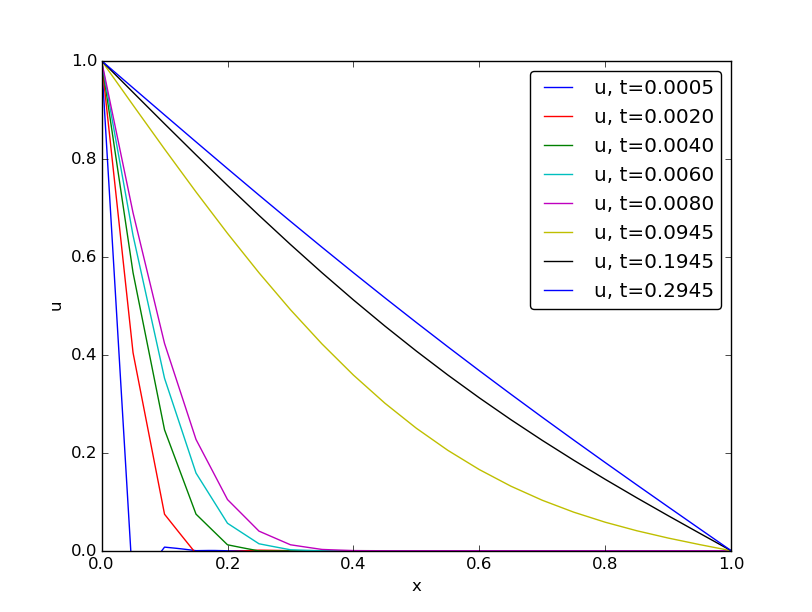 1.0
0.8
0.6
0.4
0.2
0.0
u
0.0 0.2 0.4 0.6 0.8 1.0
x
u, t=0.0005
u, t=0.0020
u, t=0.0040
u, t=0.0060
u, t=0.0080
u, t=0.0945
u, t=0.1945
u, t=0.2945